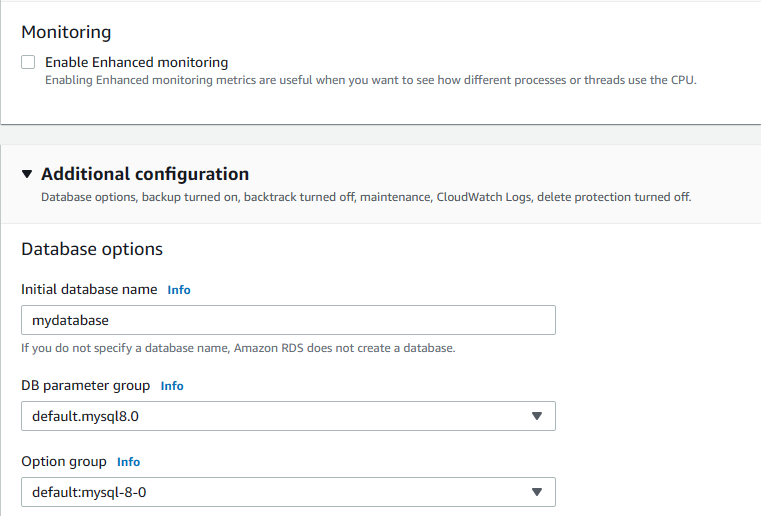 Monitoring
Enable Enhanced monitoring
Enabling Enhanced monitoring metrics are useful when you want to see how different processes or threads use the CPU.
Additional configuration
Database options, backup turned on, backtrack turned off, maintenance, CloudWatch Logs, delete protection turned off.
Database options
Initial database name Info
mydatabase
If you do not specify a database name, Amazon RDS does not create a database.
DB parameter group Info
default.mysql8.0
Option group Info
default:mysql-8-0